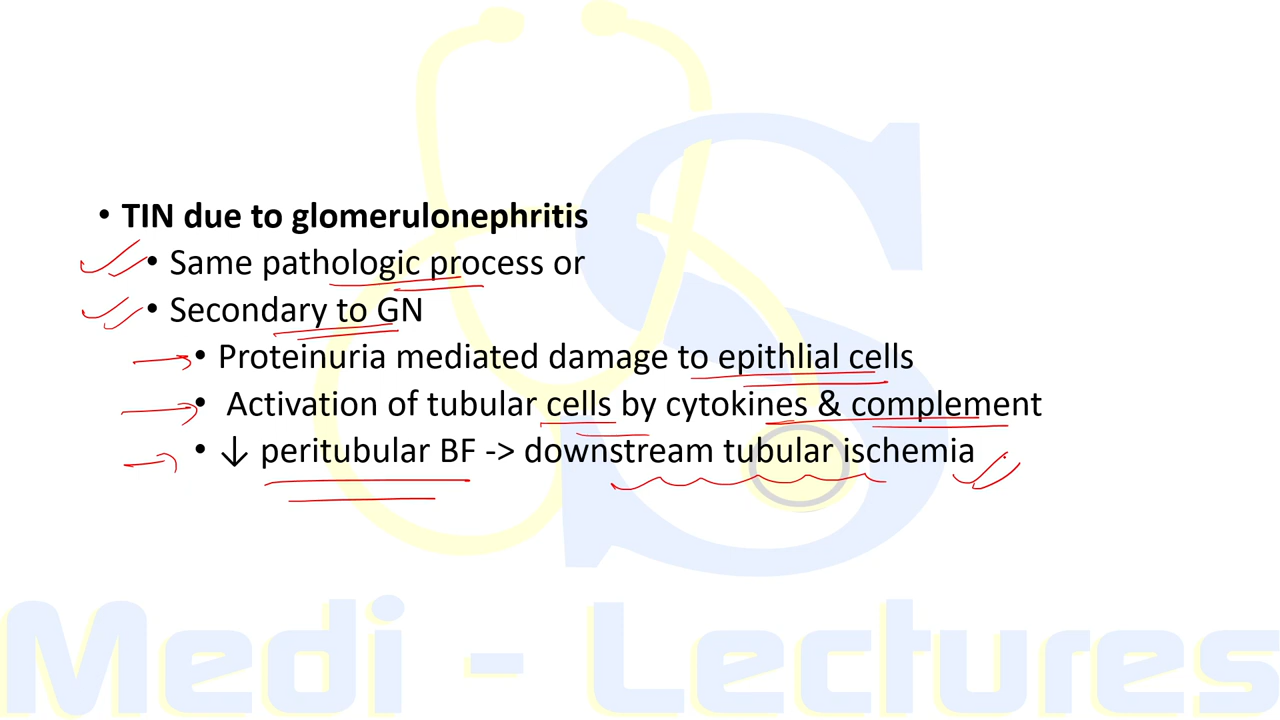 • TIN due to glomerulonephritis
• Same pathologic process or
• Secondary to GN
• Proteinuria mediated damage to epithlial cells
• Activation of tubular cells by cytokines & complement
• ↓ peritubular BF -> downstream tubular ischemia
Medi - Lectures